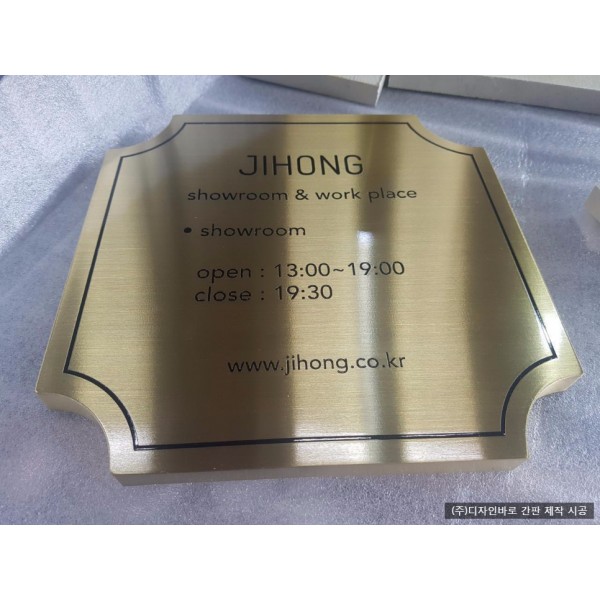 JIHONG
showroom & work place
• showroom
open : 13:00~19:00
close : 19:30
www.jihong.co.kr
(주)디자인바로 간판 제작 시공